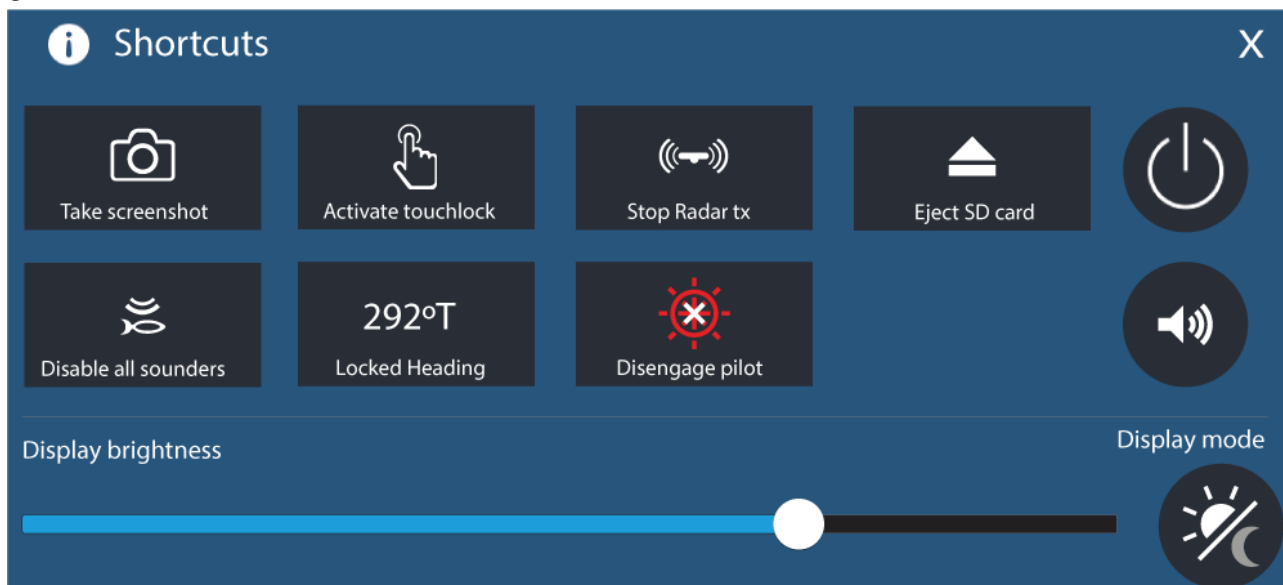 Shortcuts
X
Take screenshot
Activate touchlock
Stop Radar tx
Eject SD card
292ºT
Disable all sounders
Locked Heading
Disengage pilot
Display brightness
Display mode